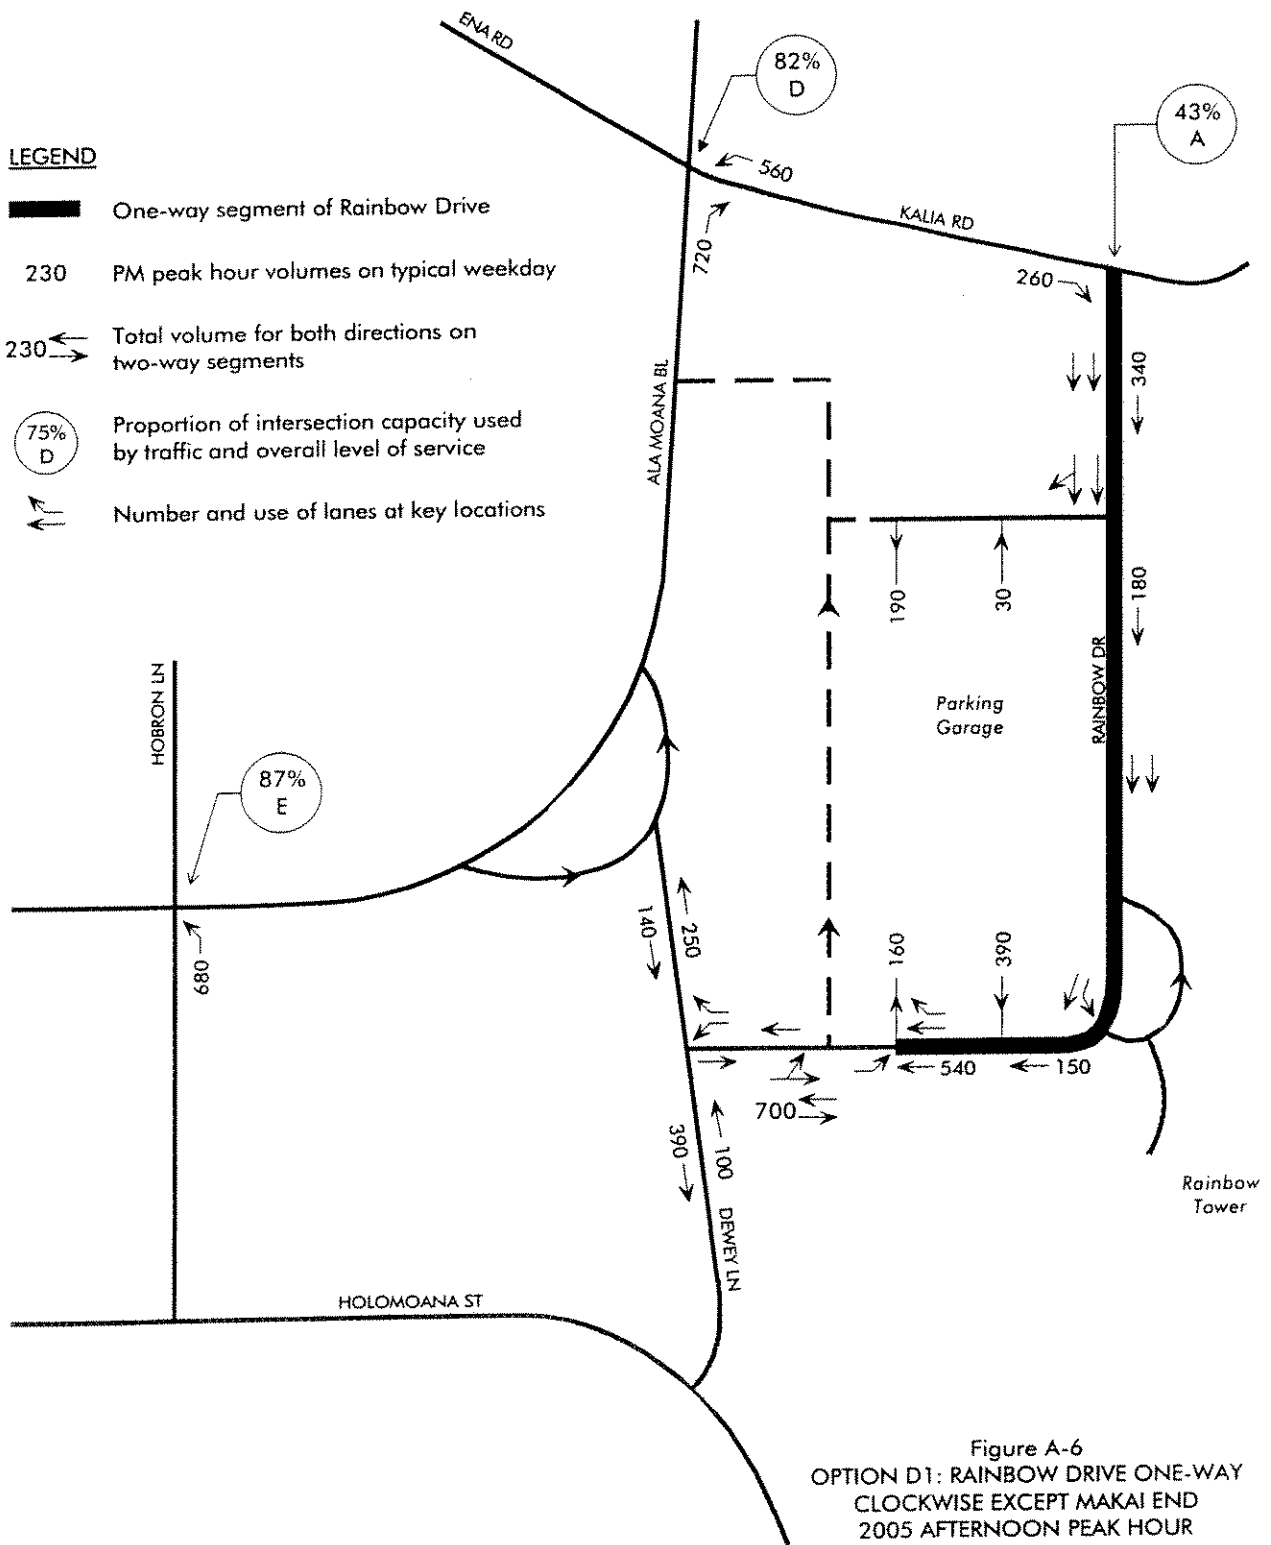 ENA RD
82%
D
43%
A
LEGEND
560
One-way segment of Rainbow Drive
KALIA RD
720
230 PM peak hour volumes on typical weekday
260
230 Total volume for both directions on
two-way segments
340
ALA MOANA BL
75%
D
Proportion of intersection capacity used
by traffic and overall level of service
Number and use of lanes at key locations
190
30
180
HOBRON LN
RAINBOW DR
Parking
Garage
87%
E
140
250
160
390
680
540
150
700
390
100
DEWEY LN
Rainbow
Tower
HOLOMOANA ST
Figure A-6
OPTION D1: RAINBOW DRIVE ONE-WAY
CLOCKWISE EXCEPT MAKAI END
2005 AFTERNOON PEAK HOUR